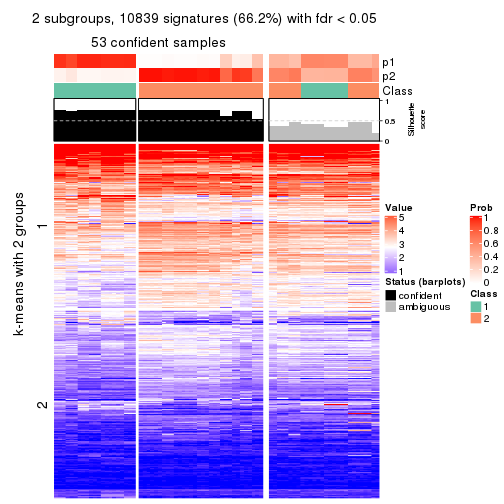 2 subgroups, 10839 signatures (66.2%) with fdr < 0.05
53 confident samples
p1
p2
Class
1
0.5
0
Silhouette
score
k-means with 2 groups
1
2
Value
5
4
3
2
1
Status (barplots)
confident
ambiguous
Prob
1
0.8
0.6
0.4
0.2
0
Class
1
2